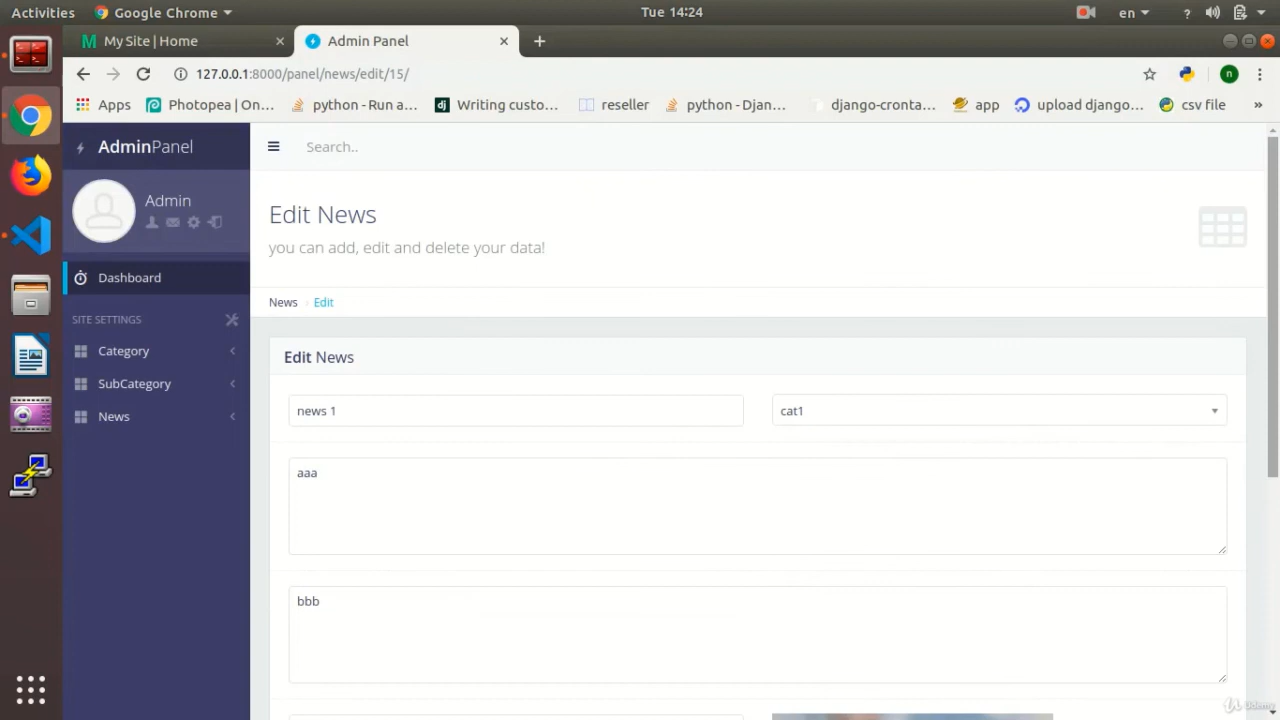 Activities Google Chrome Tue 14:24 en ?
My Site | Home Admin Panel
127.0.0.1:8000/panel/news/edit/15/ n
Apps Photopea | On... python - Run a... dj Writing custo... reseller python - Djan... django-cronta... app upload django... csv file »
AdminPanel Search..
Admin
Edit News
you can add, edit and delete your data!
Dashboard
News Edit
SITE SETTINGS
Category
SubCategory
News
Edit News
news 1 cat1
aaa
bbb
Udemy